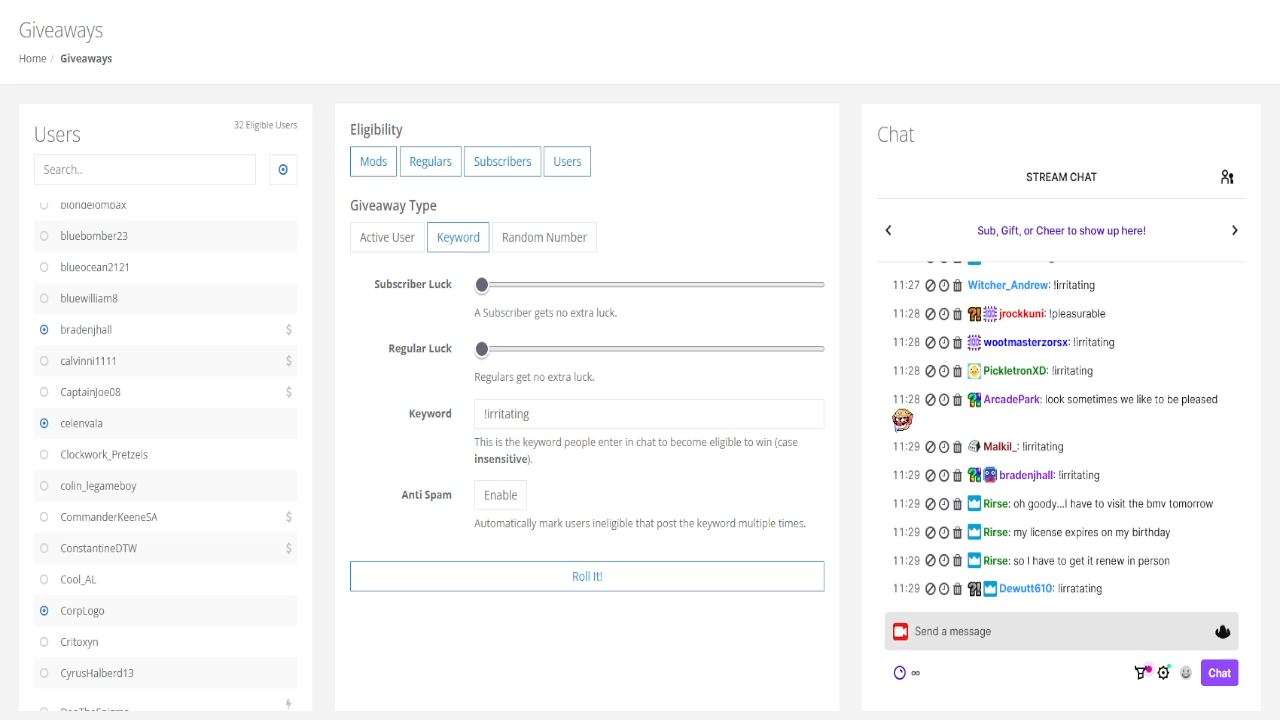 Giveaways
Home / Giveaways
Users
32 Eligible Users
Search..
blondelombax
bluebomber23
blueocean2121
bluewilliam8
bradenjhall $
calvinni1111 $
CaptainJoe08 $
celenvala
Clockwork_Pretzels
colin_legameboy
CommanderKeeneSA $
ConstantineDTW $
Cool_AL
CorpLogo
Critoxyn
CyrusHalberd13
Eligibility
Mods Regulars Subscribers Users
Giveaway Type
Active User Keyword Random Number
Subscriber Luck
A Subscriber gets no extra luck.
Regular Luck
Regulars get no extra luck.
Keyword !irritating
This is the keyword people enter in chat to become eligible to win (case
insensitive).
Anti Spam Enable
Automatically mark users ineligible that post the keyword multiple times.
Roll It!
Chat
STREAM CHAT
Sub, Gift, or Cheer to show up here!
11:27 Witcher_Andrew: !irritating
11:28 jrockkuni: !pleasurable
11:28 wootmasterzorsx: !irritating
11:28 PickletronXD: !irritating
11:28 ArcadePark: look sometimes we like to be pleased
11:29 Malkil_: !irritating
11:29 bradenjhall: !irritating
11:29 Rirse: oh goody...I have to visit the bmv tomorrow
11:29 Rirse: my license expires on my birthday
11:29 Rirse: so I have to get it renew in person
11:29 Dewutt610: !irratating
Send a message
∞
Chat